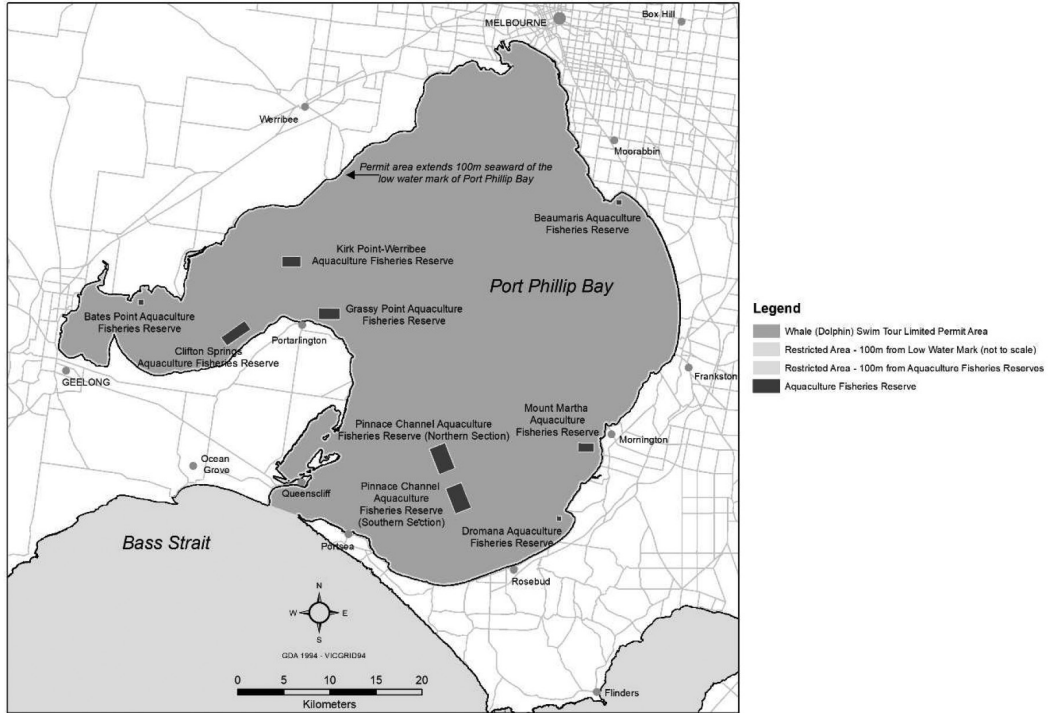 MELBOURNE
Box Hill
Werribee
Moorabbin
Permit area extends 100m seaward of the
low water mark of Port Phillip Bay
Beaumaris Aquaculture
Fisheries Reserve
Kirk Point-Werribee
Aquaculture Fisheries Reserve
Port Phillip Bay
Bates Point Aquaculture
Fisheries Reserve
Grassy Point Aquaculture
Fisheries Reserve
Clifton Springs
Aquaculture Fisheries Reserve
Portarlington
GEELONG
Frankston
Mount Martha
Aquaculture
Fisheries Reserve
Pinnace Channel Aquaculture
Fisheries Reserve (Northern Section)
Mornington
Ocean
Grove
Queenscliff
Pinnace Channel
Aquaculture
Fisheries Reserve
(Southern Section)
Dromana Aquaculture
Fisheries Reserve
Bass Strait
Portsea
Rosebud
N
W E
S
GDA 1994 - VICGRID94
0 5 10 15 20
Kilometers
Flinders
Legend
Whale (Dolphin) Swim Tour Limited Permit Area
Restricted Area - 100m from Low Water Mark (not to scale)
Restricted Area - 100m from Aquaculture Fisheries Reserves
Aquaculture Fisheries Reserve